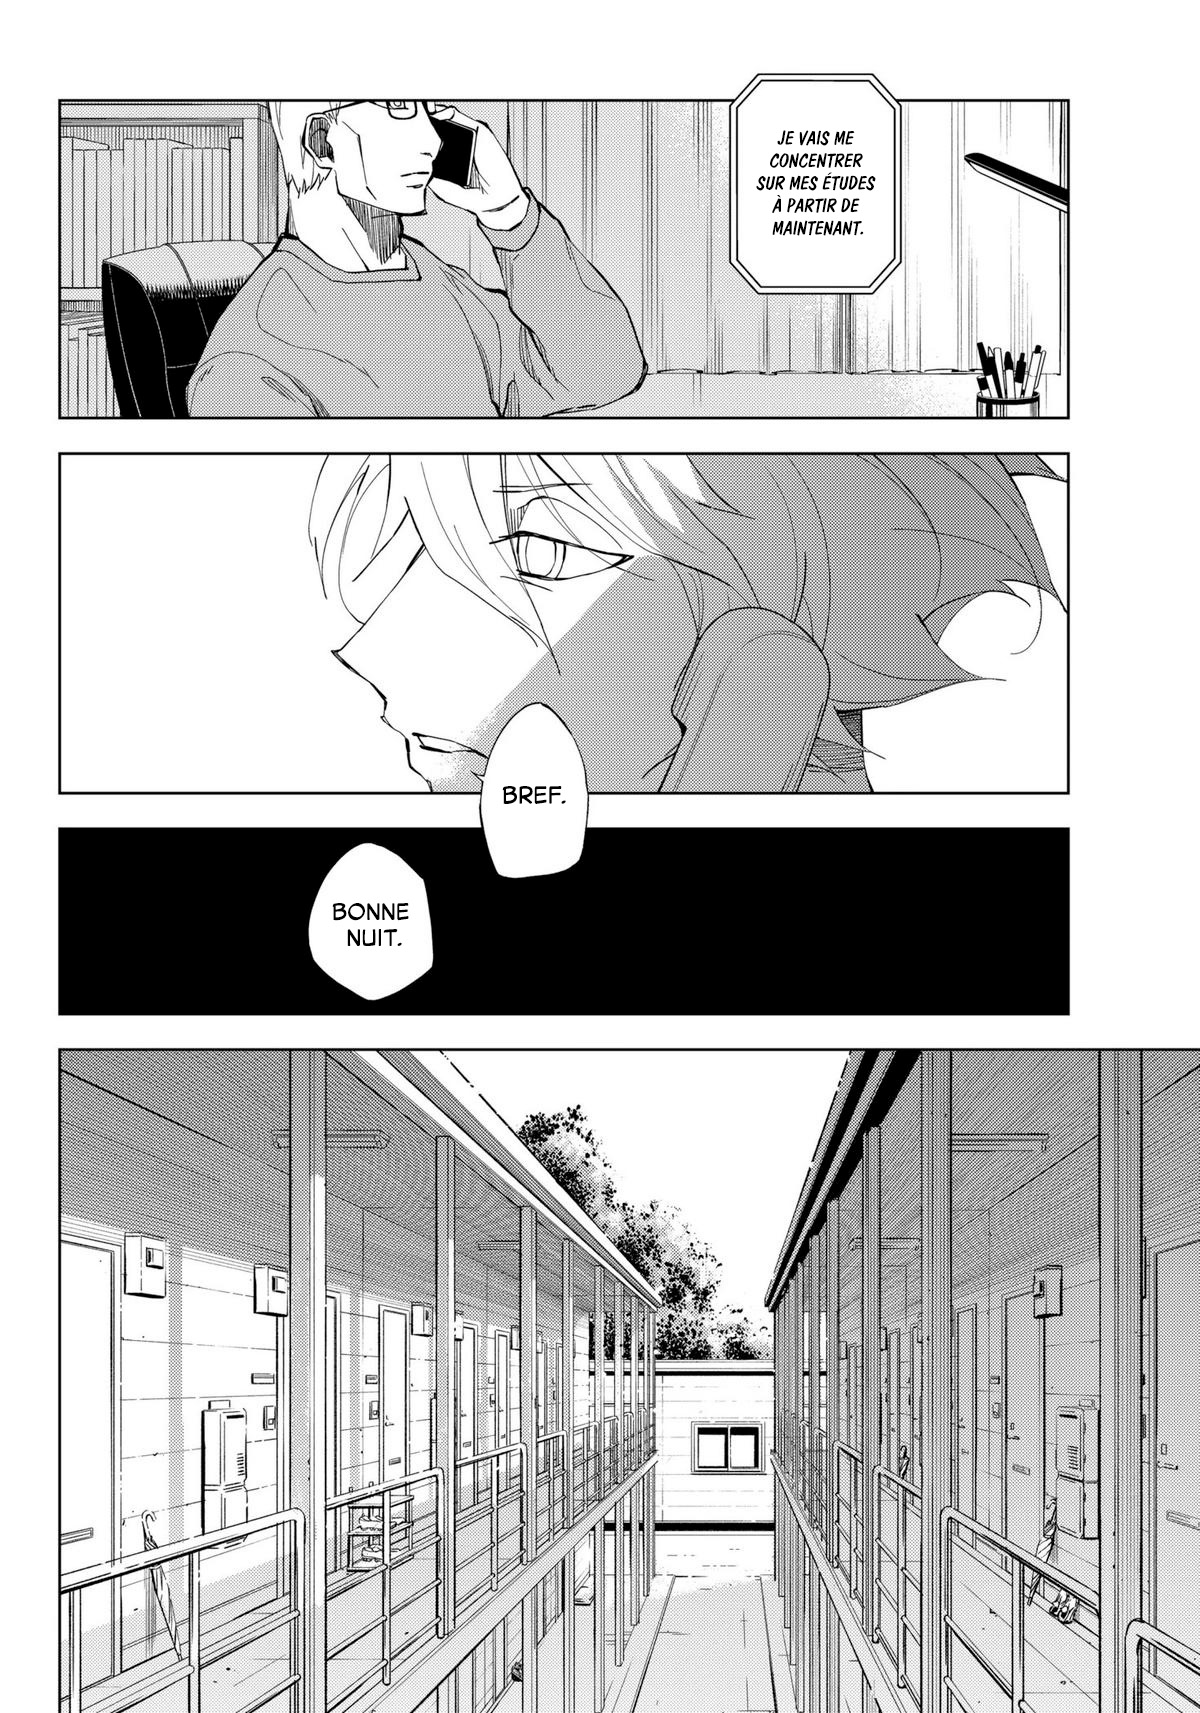 JE VAIS ME
CONCENTRER
SUR MES ÉTUDES
À PARTIR DE
MAINTENANT.
BREF.
BONNE
NUIT.